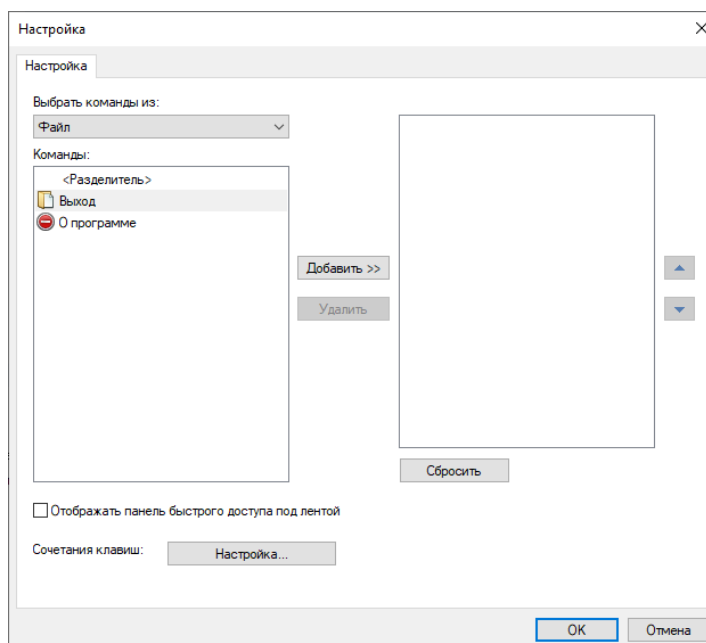 Настройка
Настройка
Выбрать команды из:
Файл
Команды:
<Разделитель>
Выход
О программе
Добавить >>
Удалить
Сбросить
Отображать панель быстрого доступа под лентой
Сочетания клавиш:
Настройка...
OK
Отмена